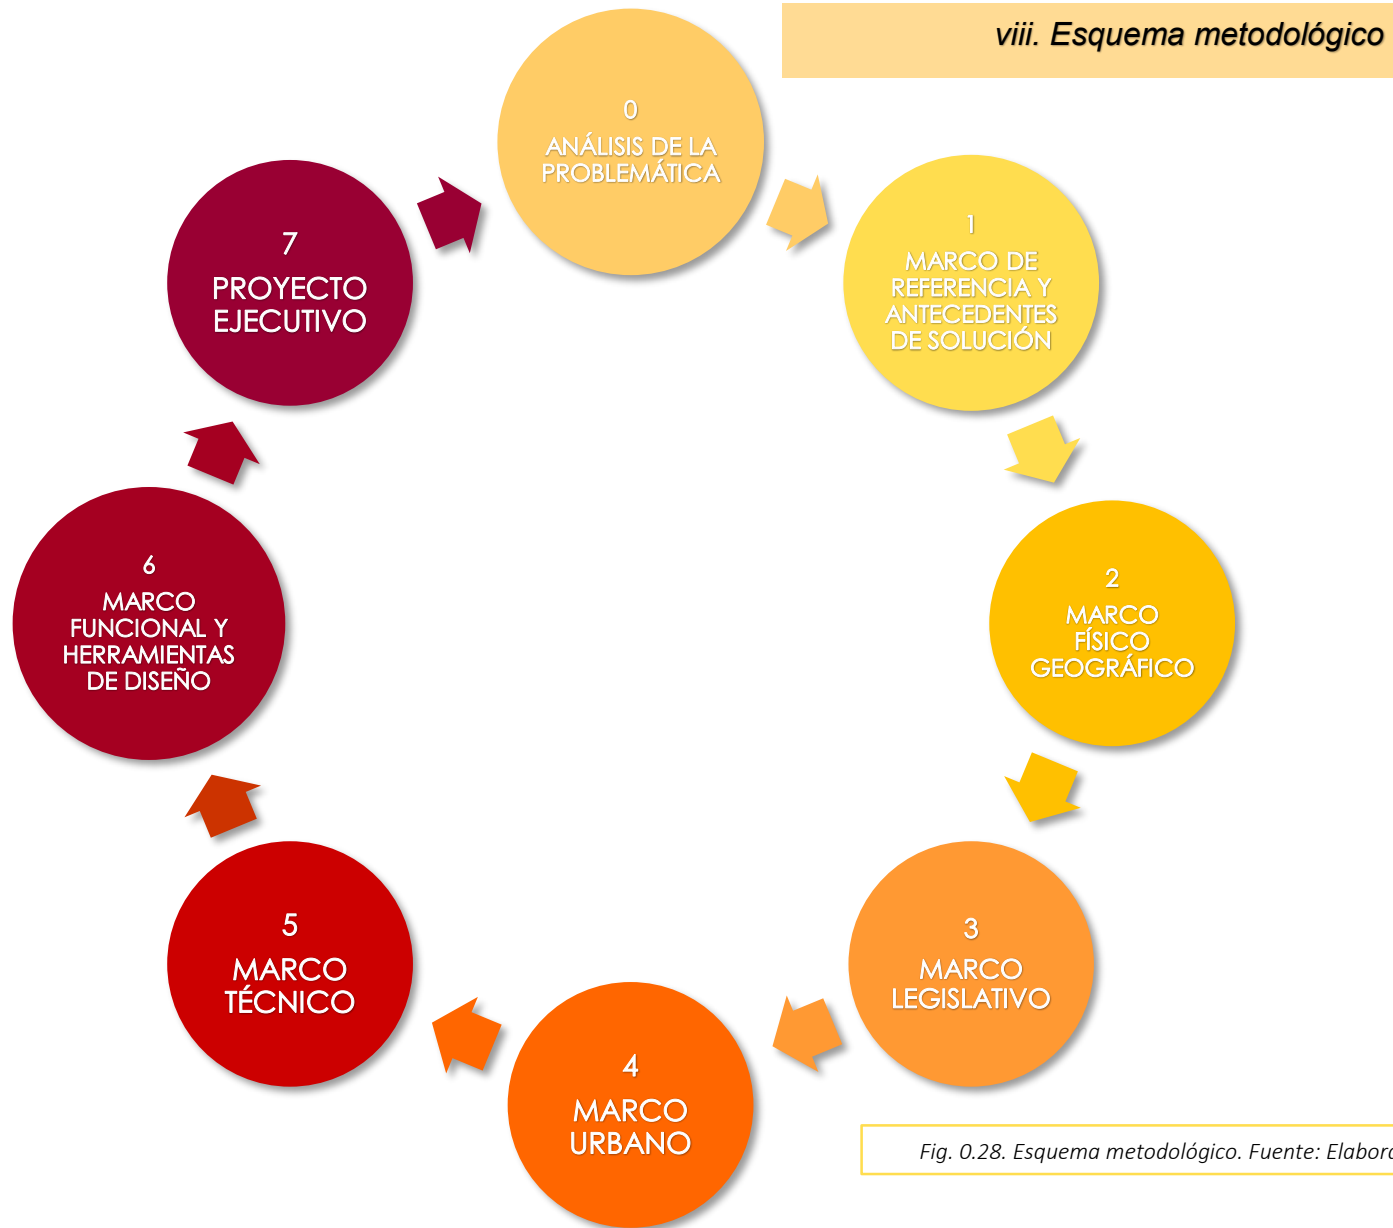 viii. Esquema metodológico
0
ANÁLISIS DE LA
PROBLEMÁTICA
1
MARCO DE
REFERENCIA Y
ANTECEDENTES
DE SOLUCIÓN
2
MARCO
FÍSICO
GEOGRÁFICO
3
MARCO
LEGISLATIVO
4
MARCO
URBANO
5
MARCO
TÉCNICO
6
MARCO
FUNCIONAL Y
HERRAMIENTAS
DE DISEÑO
7
PROYECTO
EJECUTIVO
Fig. 0.28. Esquema metodológico. Fuente: